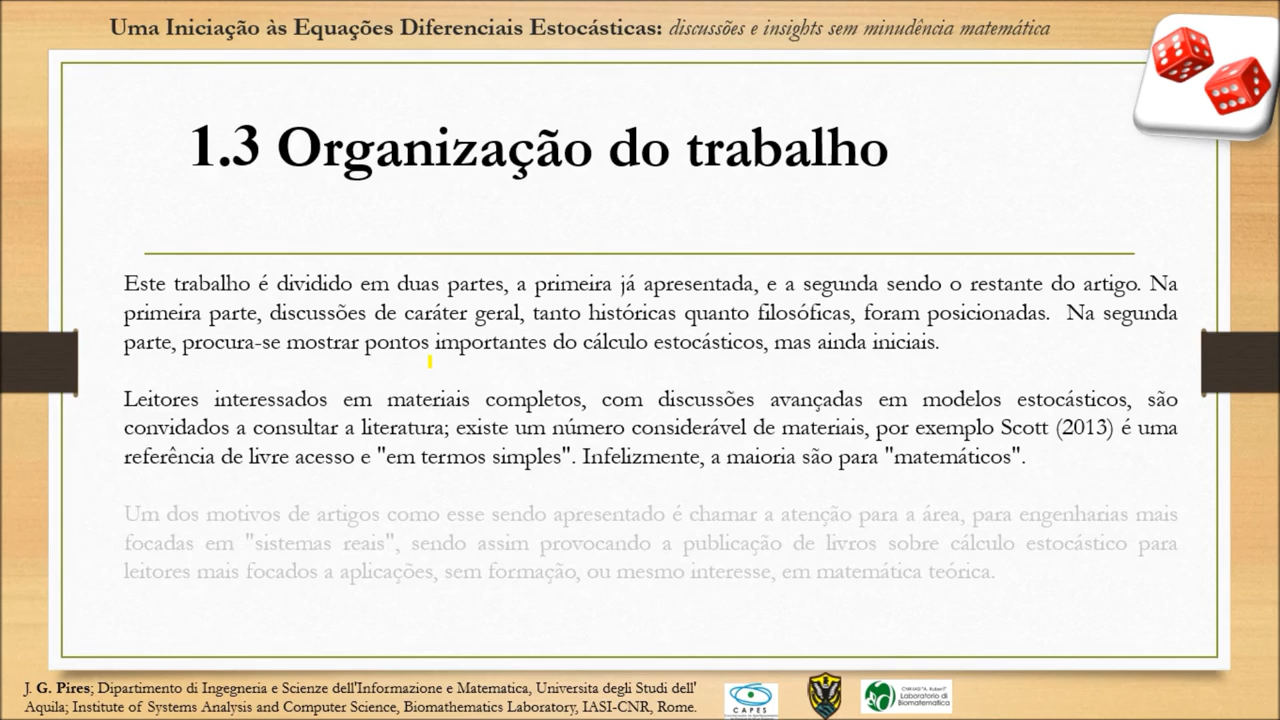 Uma Iniciação às Equações Diferenciais Estocásticas: discussões e insights sem minudência matemática
1.3 Organização do trabalho
Este trabalho é dividido em duas partes, a primeira já apresentada, e a segunda sendo o restante do artigo. Na
primeira parte, discussões de caráter geral, tanto históricas quanto filosóficas, foram posicionadas. Na segunda
parte, procura-se mostrar pontos importantes do cálculo estocásticos, mas ainda iniciais.
Leitores interessados em materiais completos, com discussões avançadas em modelos estocásticos, são
convidados a consultar a literatura; existe um número considerável de materiais, por exemplo Scott (2013) é uma
referência de livre acesso e "em termos simples". Infelizmente, a maioria são para "matemáticos".
Um dos motivos de artigos como esse sendo apresentado é chamar a atenção para a área, para engenharias mais
focadas em "sistemas reais", sendo assim provocando a publicação de livros sobre cálculo estocástico para
leitores mais focados a aplicações, sem formação, ou mesmo interesse, em matemática teórica.
J. G. Pires; Dipartimento di Ingegneria e Scienze dell'Informazione e Matematica, Universita degli Studi dell'
Aquila; Institute of Systems Analysis and Computer Science, Biomathematics Laboratory, IASI-CNR, Rome.
CAPES
Laboratorio di
Biomatematica